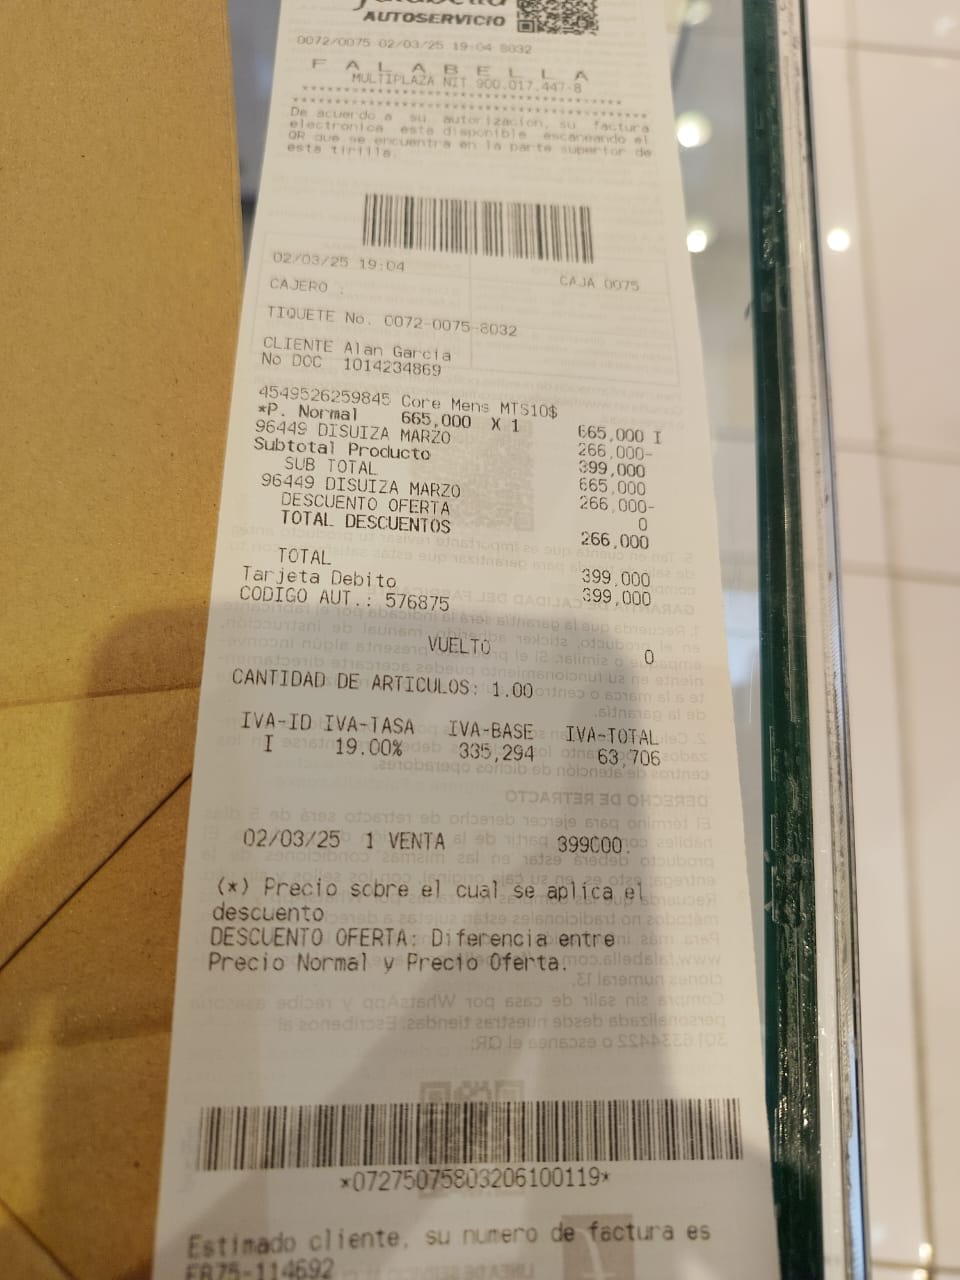 AUTOSERVICIO
0072/0075 02/03/25 19:04 8032
F A L A B E L L A
MULTIPLAZA NIT.900.017.447-8
************************************
************************************
De acuerdo a su autorizacion, su factura
electronica esta disponible escaneando el
QR que se encuentra en la parte superior de
esta tirilla.
02/03/25 19:04
CAJA 0075
CAJERO :
TIQUETE No. 0072-0075-8032
CLIENTE Alan Garcia
No DOC 1014234869
4549526259845 Core Mens MTS10$
*P. Normal 665,000 X 1 665,000 I
96449 DISUIZA MARZO 266,000-
Subtotal Producto 399,000
SUB TOTAL 665,000
96449 DISUIZA MARZO 266,000-
DESCUENTO OFERTA 0
TOTAL DESCUENTOS 266,000
TOTAL 399,000
Tarjeta Debito 399,000
CODIGO AUT.: 576875
VUELTO 0
CANTIDAD DE ARTICULOS: 1.00
IVA-ID IVA-TASA IVA-BASE IVA-TOTAL
I 19.00% 335,294 63,706
02/03/25 1 VENTA 399000
(*) Precio sobre el cual se aplica el
descuento
DESCUENTO OFERTA: Diferencia entre
Precio Normal y Precio Oferta.
*07275075803206100119*
Estimado cliente, su numero de factura es
FB75-114692